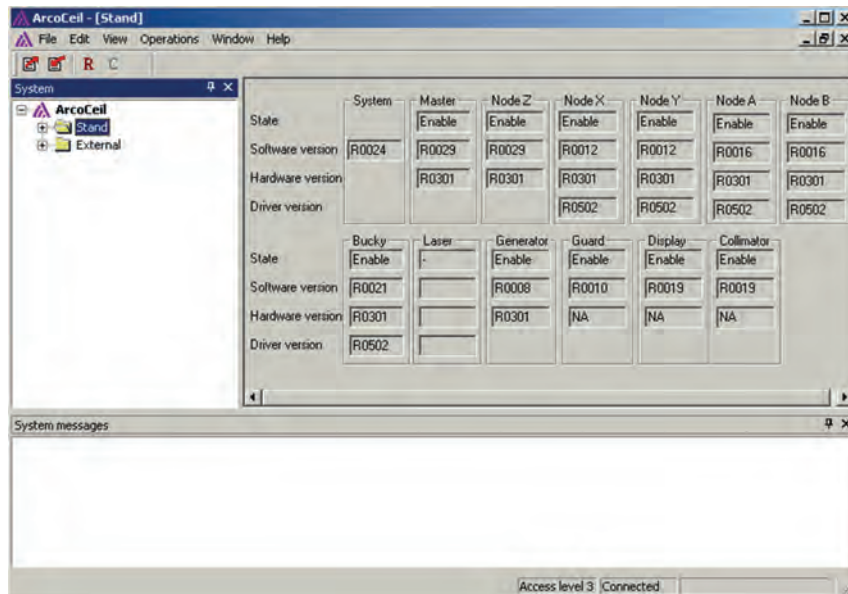 ArcoCeil - [Stand]
File Edit View Operations Window Help
R C
System
ArcoCeil
Stand
External
System Master Node Z Node X Node Y Node A Node B
State Enable Enable Enable Enable Enable Enable
Software version R0024 R0029 R0029 R0012 R0012 R0016 R0016
Hardware version R0301 R0301 R0301 R0301 R0301 R0301
Driver version R0502 R0502 R0502 R0502
Bucky Laser Generator Guard Display Collimator
State Enable - Enable Enable Enable Enable
Software version R0021 R0008 R0010 R0019 R0019
Hardware version R0301 R0301 NA NA NA
Driver version R0502
System messages
Access level 3 Connected